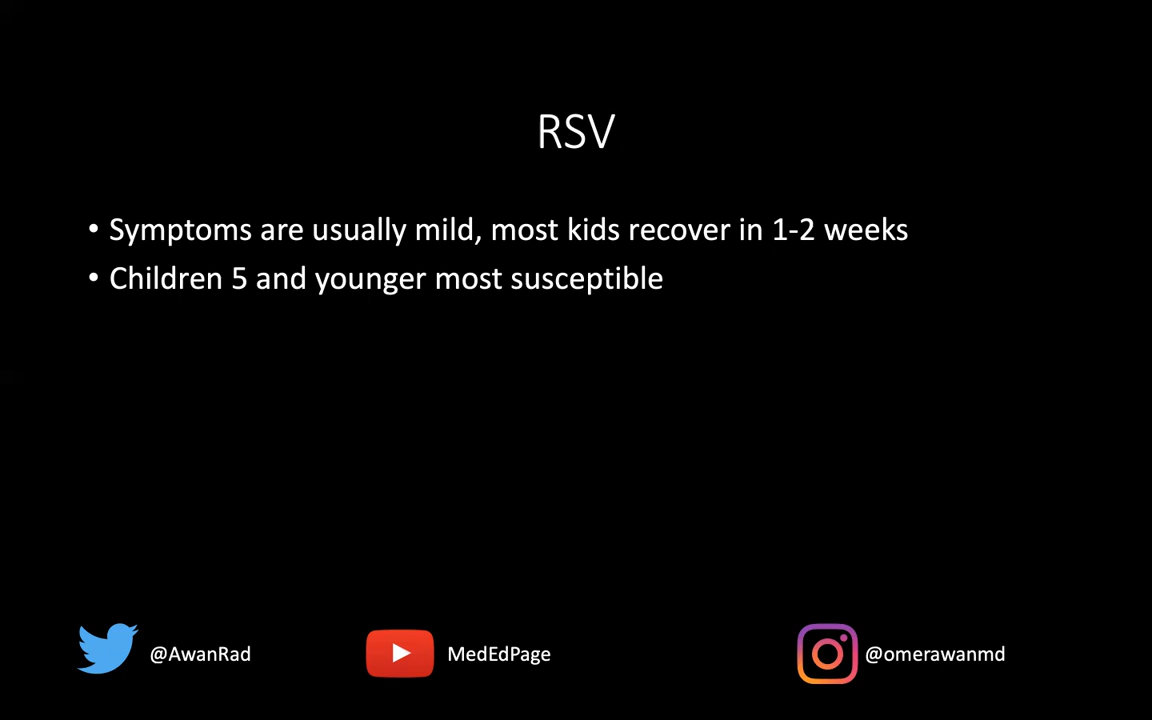 RSV
• Symptoms are usually mild, most kids recover in 1-2 weeks
• Children 5 and younger most susceptible
@AwanRad
MedEdPage
@omerawanmd